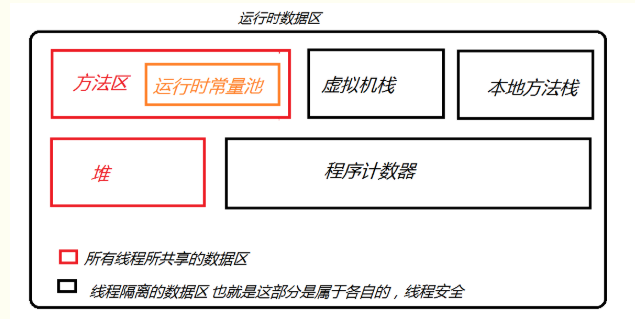 运行时数据区
方法区 运行时常量池 虚拟机栈 本地方法栈
堆 程序计数器
所有线程所共享的数据区
线程隔离的数据区 也就是这部分是属于各自的，线程安全